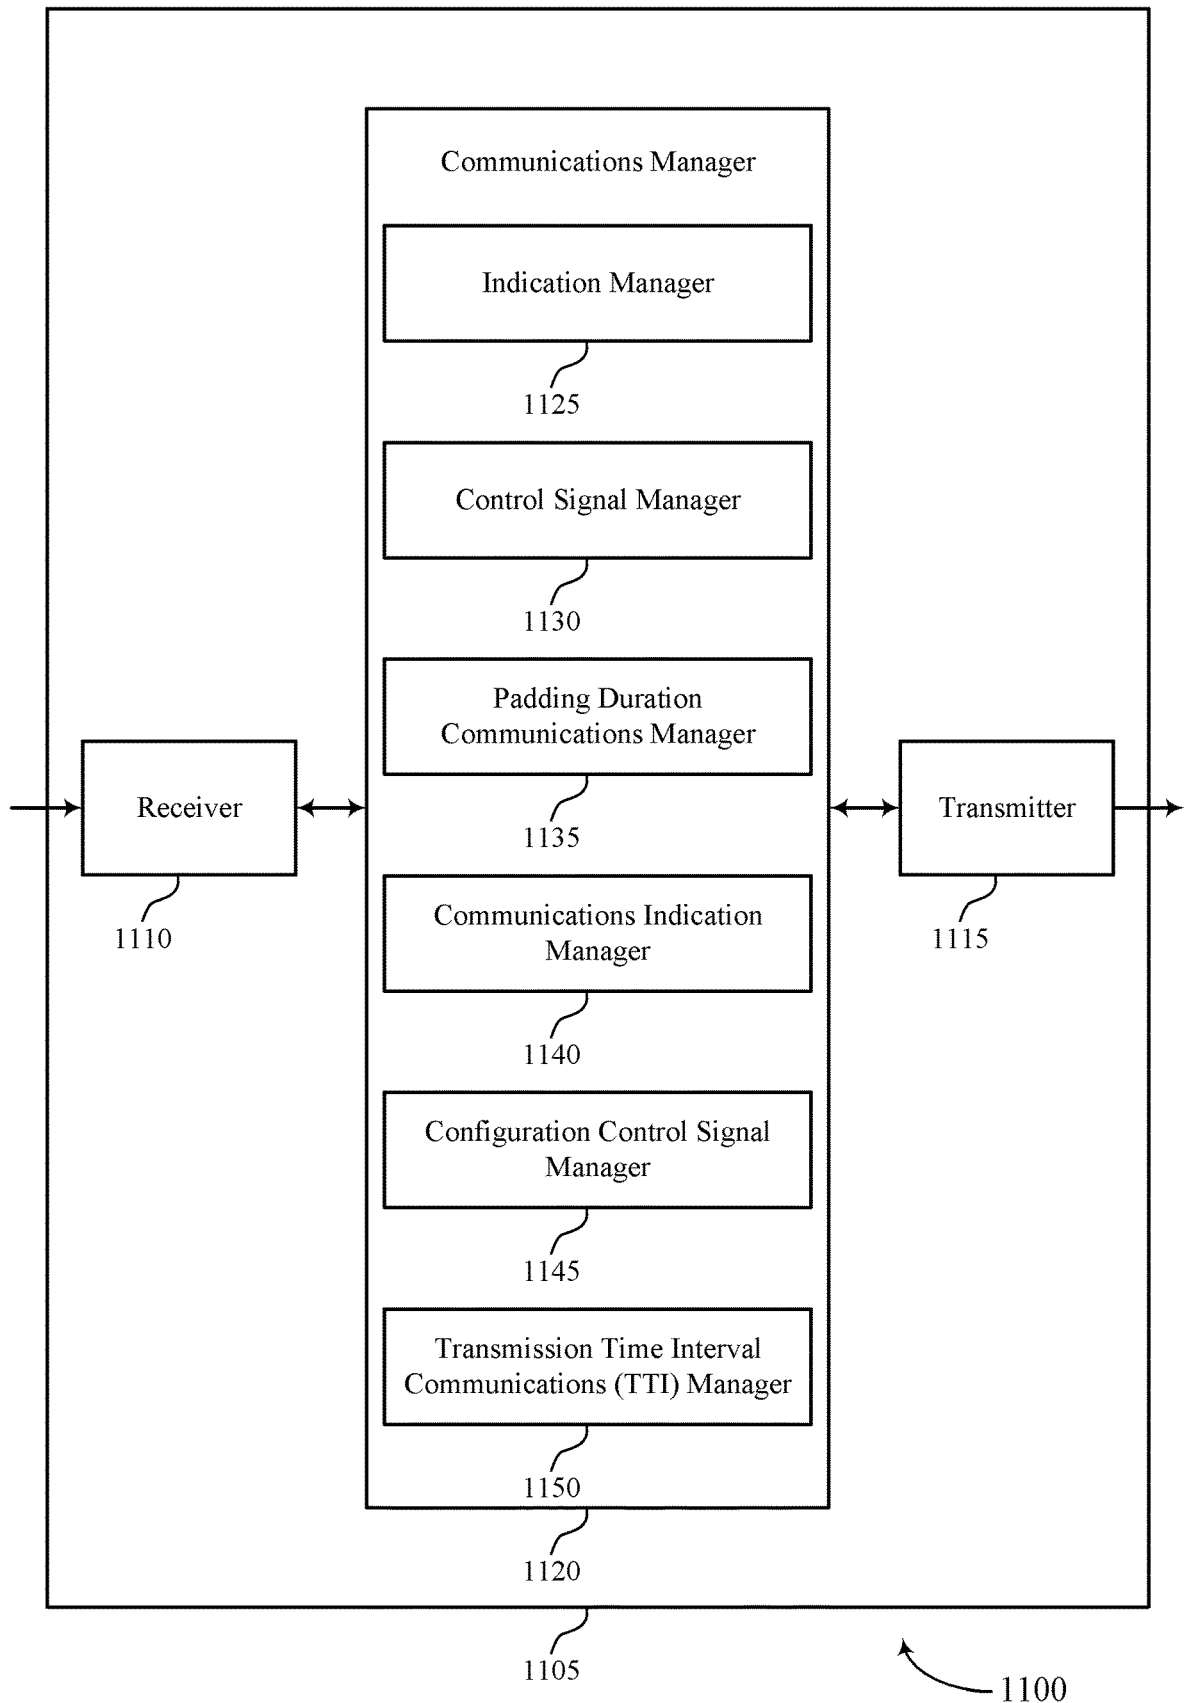 Communications Manager
Indication Manager
1125
Control Signal Manager
1130
Padding Duration
Communications Manager
1135
Receiver
1110
Transmitter
1115
Communications Indication
Manager
1140
Configuration Control Signal
Manager
1145
Transmission Time Interval
Communications (TTI) Manager
1150
1120
1105
1100